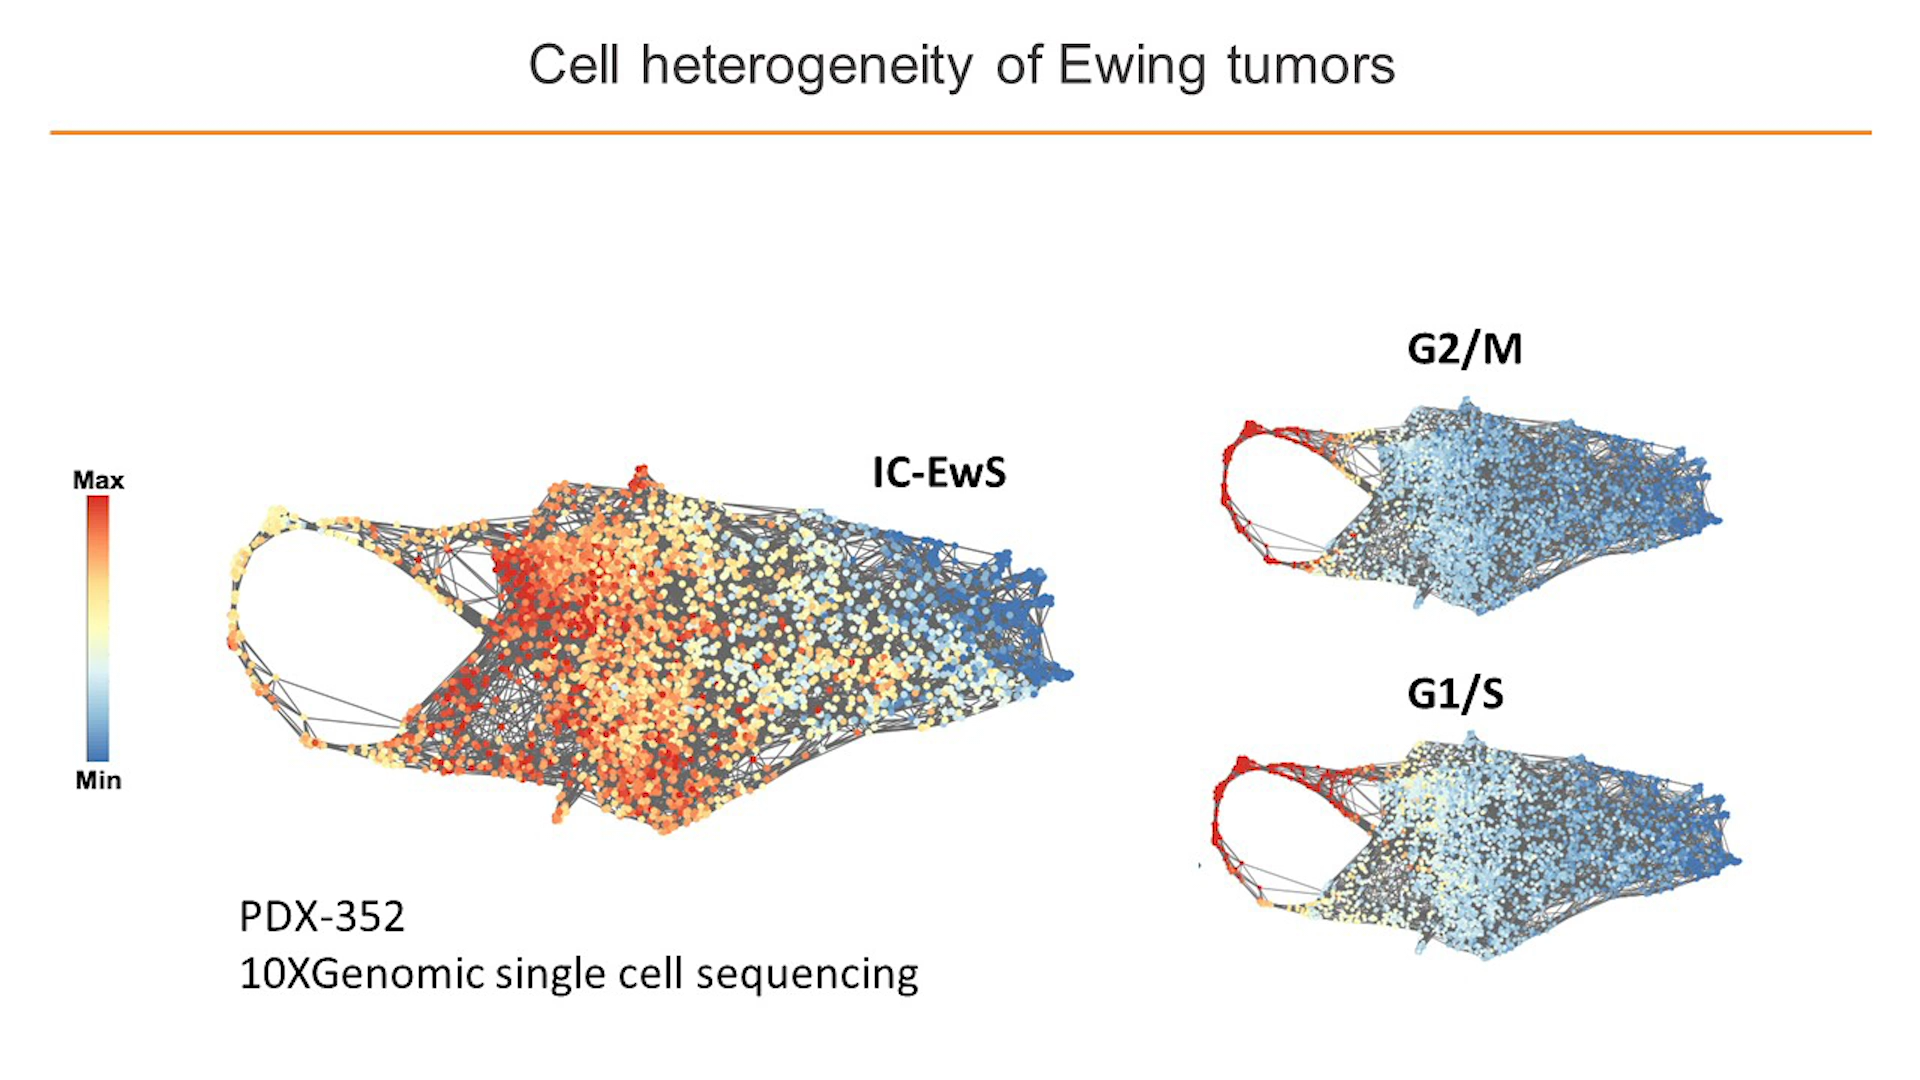 Cell heterogeneity of Ewing tumors
G2/M
IC-EwS
Max
Min
G1/S
PDX-352
10XGenomic single cell sequencing